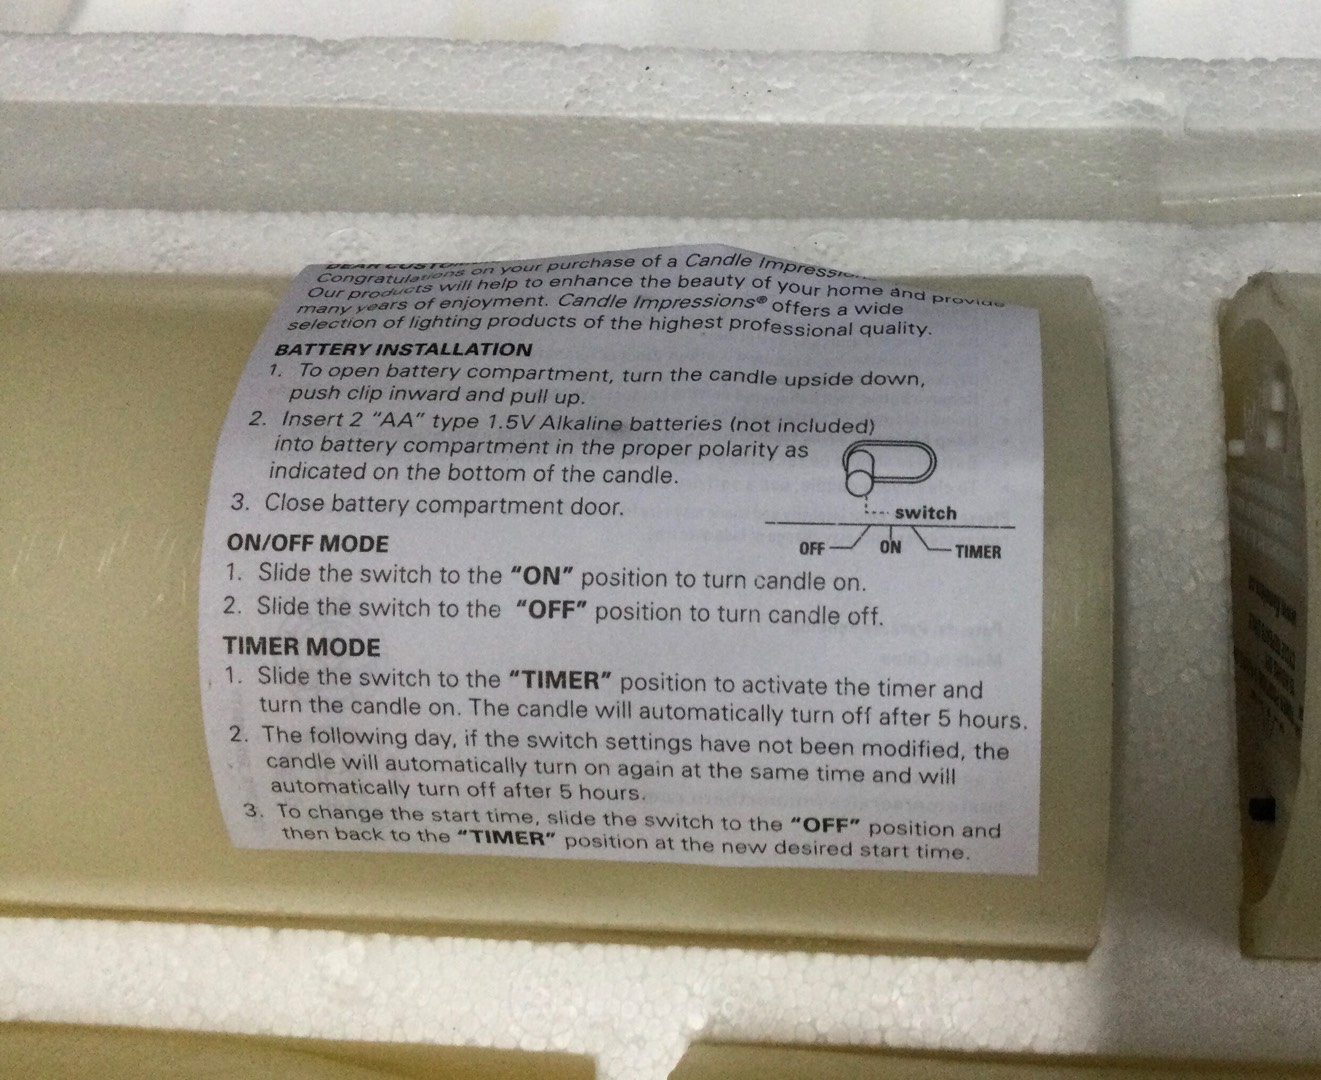 DEAR CUSTOM
Congratulations on your purchase of a Candle Impressi
Our products will help to enhance the beauty of your home and provide
many years of enjoyment. Candle Impressions® offers a wide
selection of lighting products of the highest professional quality.
BATTERY INSTALLATION
1. To open battery compartment, turn the candle upside down,
push clip inward and pull up.
2. Insert 2 "AA" type 1.5V Alkaline batteries (not included)
into battery compartment in the proper polarity as
indicated on the bottom of the candle.
3. Close battery compartment door.
switch
OFF ON TIMER
ON/OFF MODE
1. Slide the switch to the "ON" position to turn candle on.
2. Slide the switch to the "OFF" position to turn candle off.
TIMER MODE
1. Slide the switch to the "TIMER" position to activate the timer and
turn the candle on. The candle will automatically turn off after 5 hours.
2. The following day, if the switch settings have not been modified, the
candle will automatically turn on again at the same time and will
automatically turn off after 5 hours.
3. To change the start time, slide the switch to the "OFF" position and
then back to the "TIMER" position at the new desired start time.